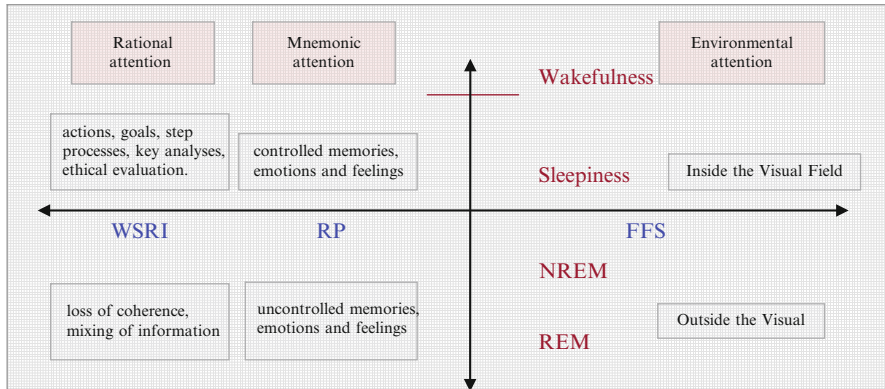 Rational
attention
Mnemonic
attention
Environmental
attention
Wakefulness
actions, goals, step
processes, key analyses,
ethical evaluation.
controlled memories,
emotions and feelings
Sleepiness
Inside the Visual Field
WSRI
RP
FFS
NREM
loss of coherence,
mixing of information
uncontrolled memories,
emotions and feelings
Outside the Visual
REM